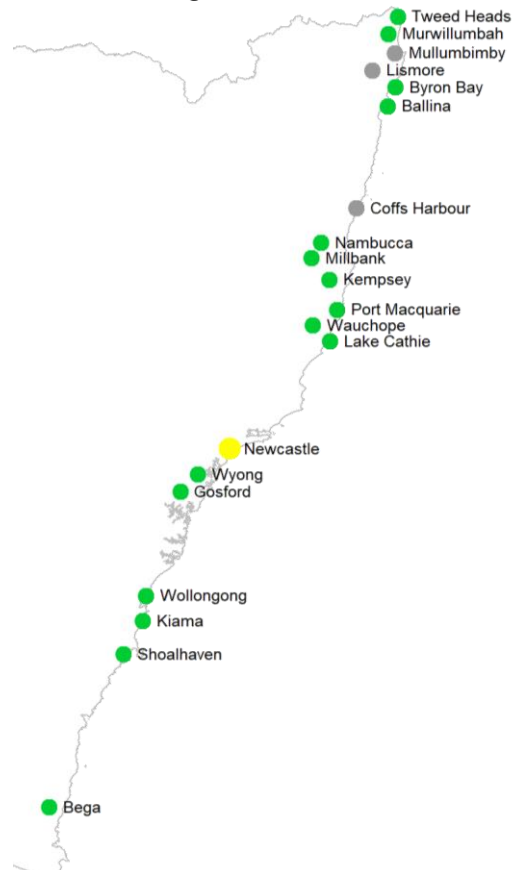 Tweed Heads
Murwillumbah
Mullumbimby
Lismore
Byron Bay
Ballina
Coffs Harbour
Nambucca
Millbank
Kempsey
Port Macquarie
Wauchope
Lake Cathie
Newcastle
Wyong
Gosford
Wollongong
Kiama
Shoalhaven
Bega